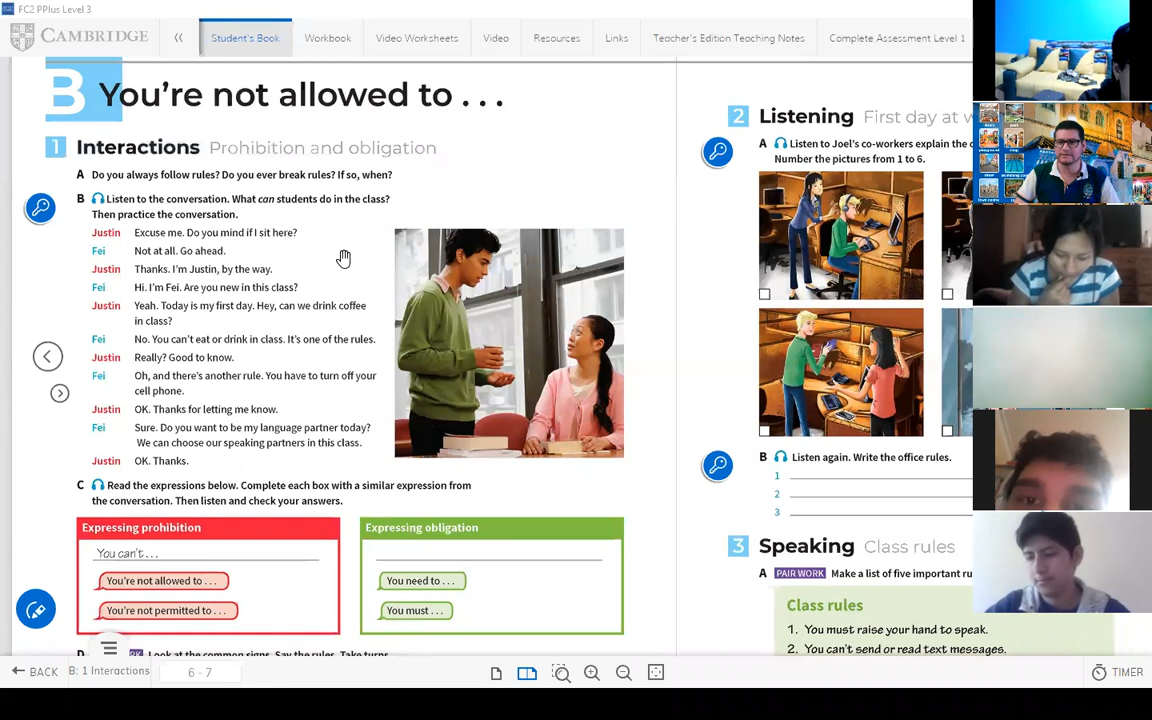 FC2 PPlus Level 3
CAMBRIDGE
Student's Book
Workbook
Video Worksheets
Video
Resources
Links
Teacher's Edition Teaching Notes
Complete Assessment Level 1
B You're not allowed to . . .
1 Interactions Prohibition and obligation
A Do you always follow rules? Do you ever break rules? If so, when?
B Listen to the conversation. What can students do in the class?
Then practice the conversation.
Justin Excuse me. Do you mind if I sit here?
Fei Not at all. Go ahead.
Justin Thanks. I'm Justin, by the way.
Fei Hi. I'm Fei. Are you new in this class?
Justin Yeah. Today is my first day. Hey, can we drink coffee
in class?
Fei No. You can't eat or drink in class. It's one of the rules.
Justin Really? Good to know.
Fei Oh, and there's another rule. You have to turn off your
cell phone.
Justin OK. Thanks for letting me know.
Fei Sure. Do you want to be my language partner today?
We can choose our speaking partners in this class.
Justin OK. Thanks.
C Read the expressions below. Complete each box with a similar expression from
the conversation. Then listen and check your answers.
Expressing prohibition
You can't . . .
You're not allowed to . . .
You're not permitted to . . .
Expressing obligation
You need to . . .
You must . . .
D Look at the common signs. Say the rules. Take turns.
2 Listening First day at
A Listen to Joel's co-workers explain the
Number the pictures from 1 to 6.
B Listen again. Write the office rules.
1
2
3
3 Speaking Class rules
A PAIR WORK Make a list of five important
Class rules
1. You must raise your hand to speak.
2. You can't send or read text messages.
BACK
B: 1 Interactions
6 - 7
TIMER